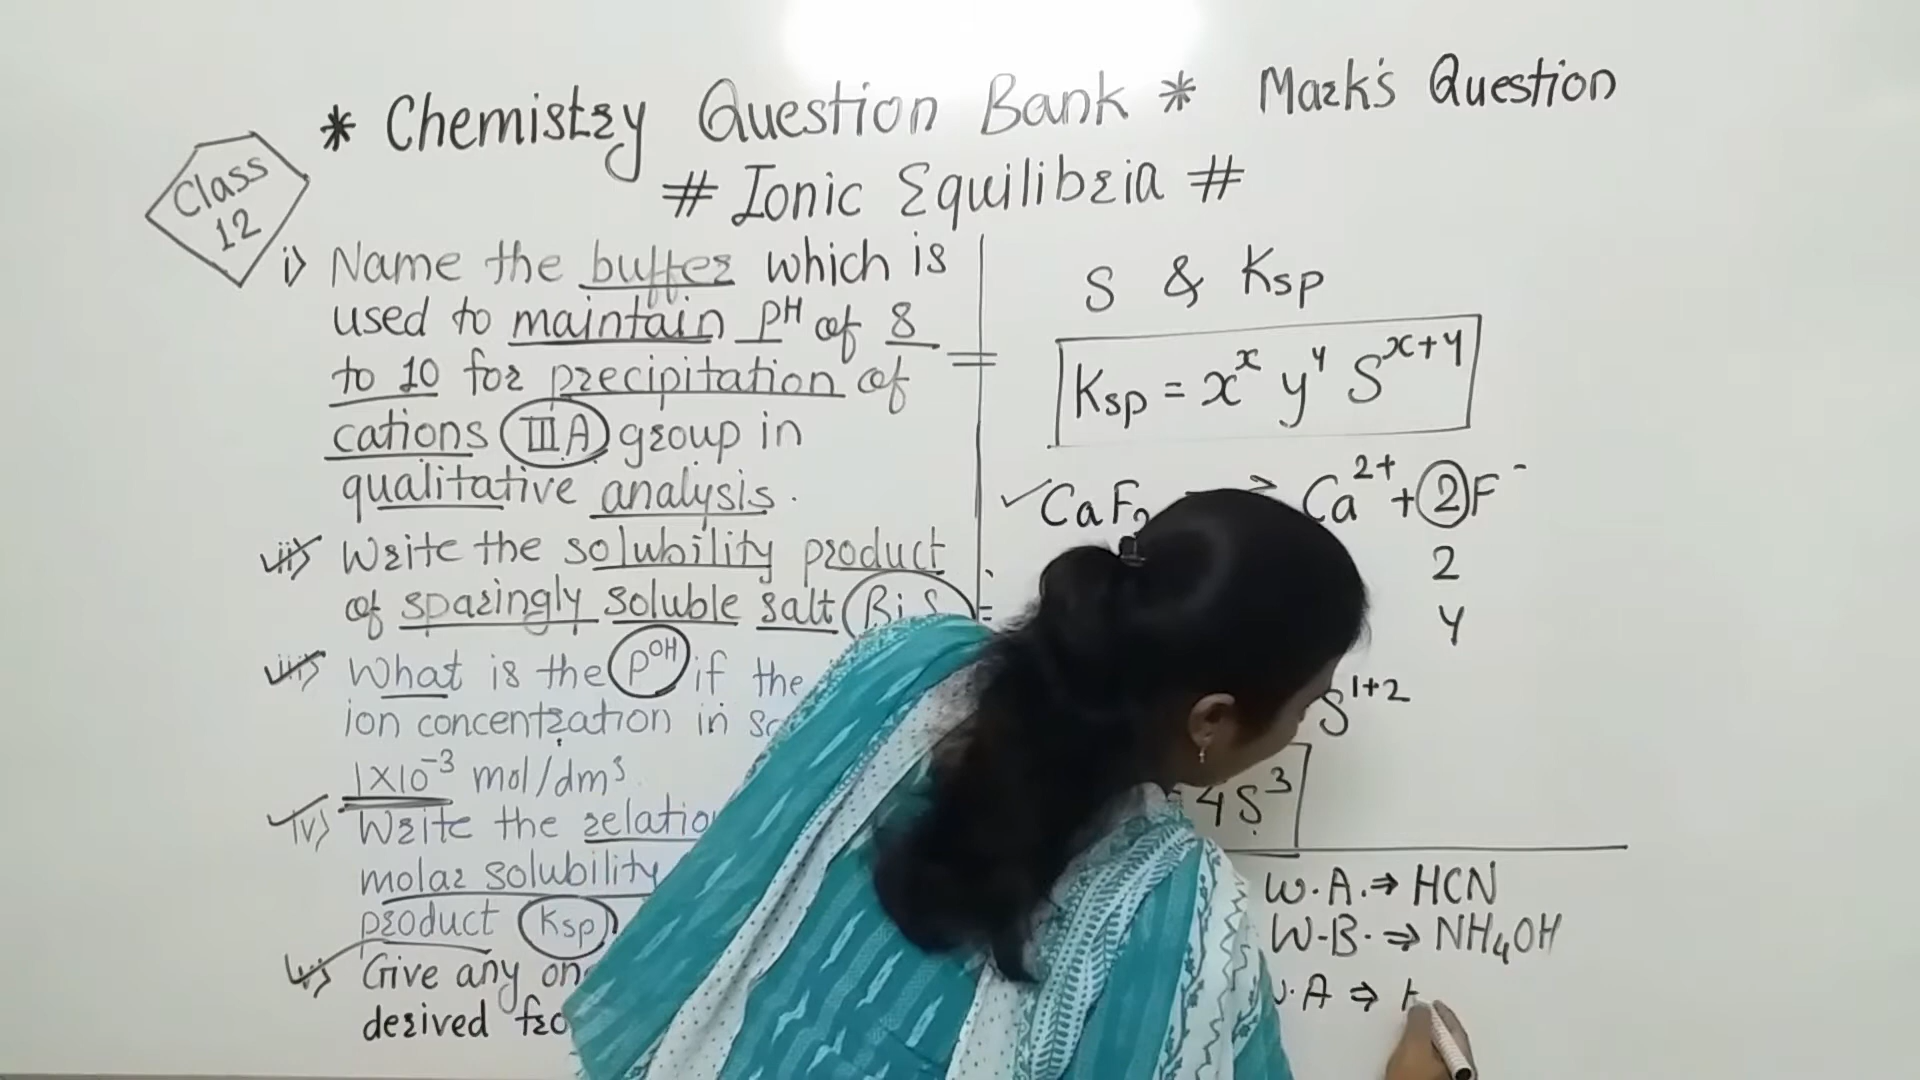 * Chemistry Question Bank * Mark's Question
# Ionic Equilibria #
Class
12
i) Name the buffer which is
used to maintain pH of 8
to 10 for precipitation of
cations (IIIA) group in
qualitative analysis.
ii) Write the solubility product
of sparingly soluble salt
iii) What is the pOH if the
ion concentration in
1×10⁻³ mol/dm³
iv) Write the
molar solubility
product (Ksp)
v) Give any
derived
S & Ksp
Ksp = xˣ yʸ Sˣ⁺ʸ
✓ CaF₂ ⇌ Ca²⁺ + 2F⁻
2
y
S¹⁺²
4S³
W.A. ⇒ HCN
W.B. ⇒ NH₄OH
.A ⇒